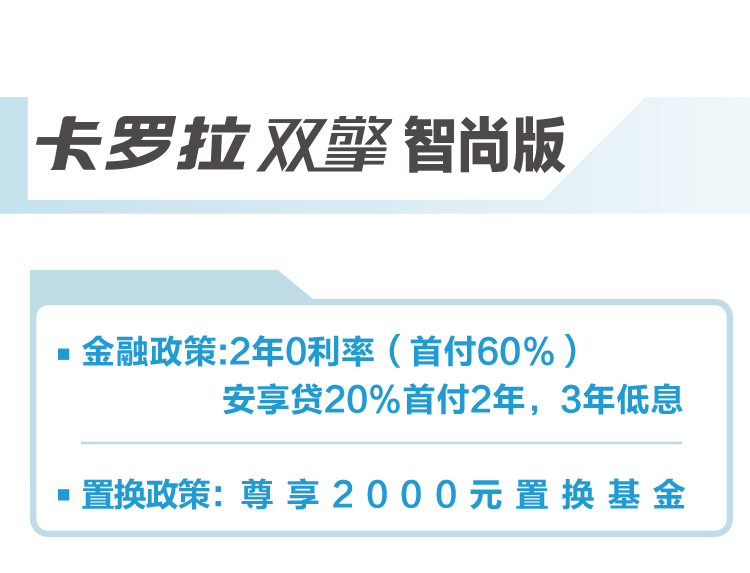 卡罗拉双擎 智尚版
▪ 金融政策:2年0利率（首付60%）
安享贷20%首付2年，3年低息
▪ 置换政策：尊享2000元置换基金